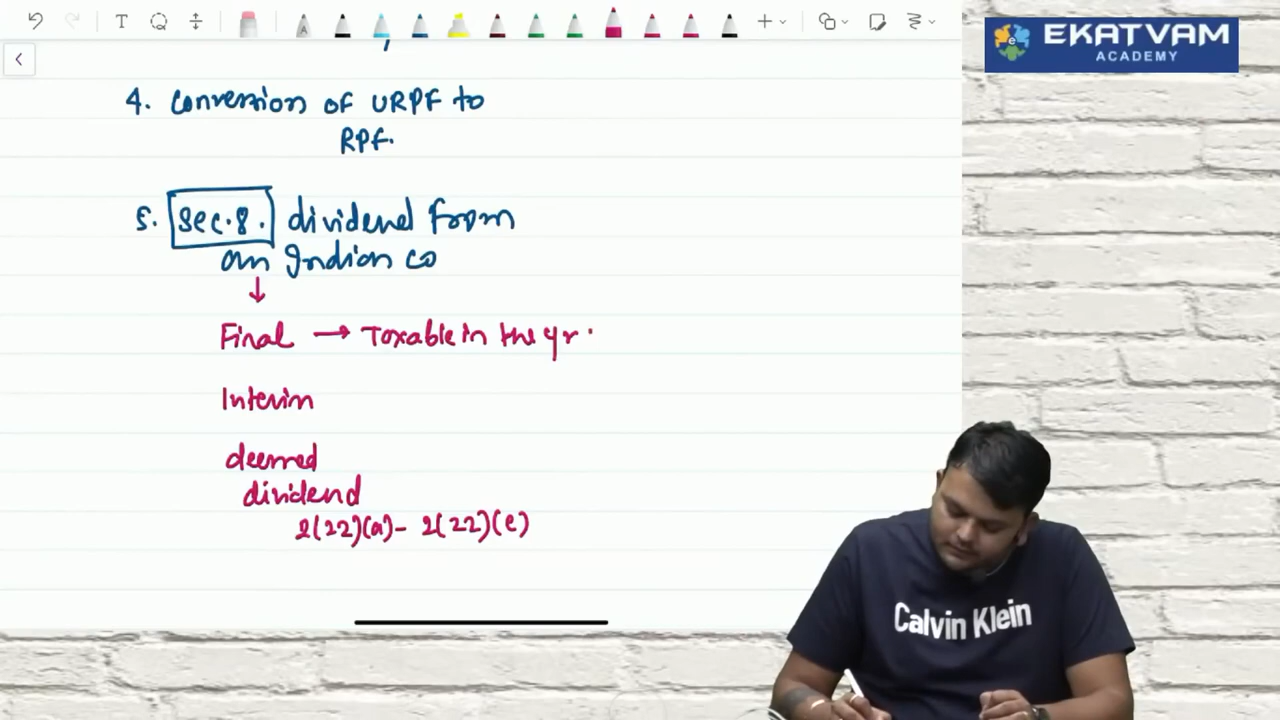 EKATVAM
ACADEMY
4. Conversion of URPF to
RPF.
5. Sec.8. dividend from
an Indian co
Final → Taxable in the yr.
Interim
deemed
dividend
2(22)(a) - 2(22)(e)
Calvin Klein